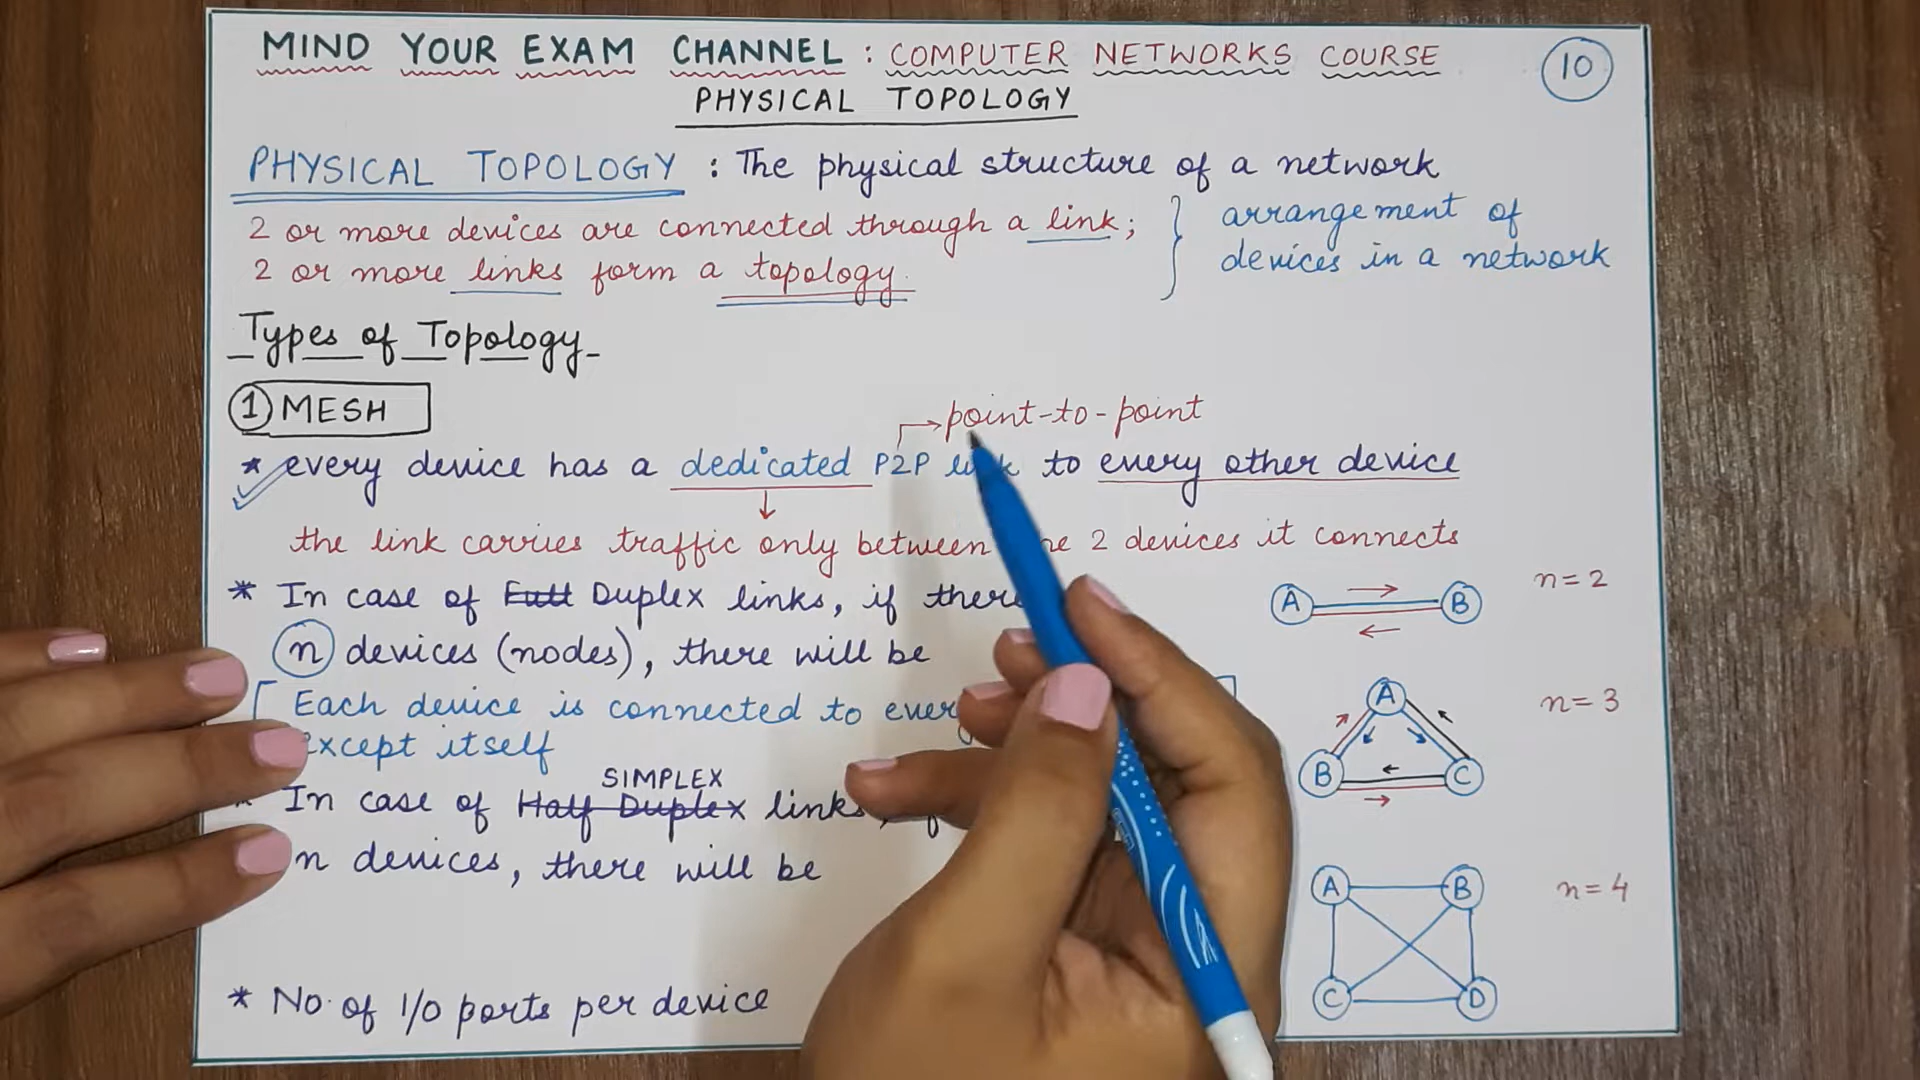 MIND YOUR EXAM CHANNEL : COMPUTER NETWORKS COURSE
10
PHYSICAL TOPOLOGY
PHYSICAL TOPOLOGY : The physical structure of a network
2 or more devices are connected through a link;
2 or more links form a topology.
arrangement of
devices in a network
Types of Topology
1 MESH
point-to-point
* every device has a dedicated P2P link to every other device
the link carries traffic only between 2 devices it connects
* In case of Full Duplex links, if there
n devices (nodes), there will be
Each device is connected to
except itself
SIMPLEX
* In case of Half Duplex links, if
n devices, there will be
* No. of I/O ports per device
A B n=2
A n=3
B C
A B n=4
C D